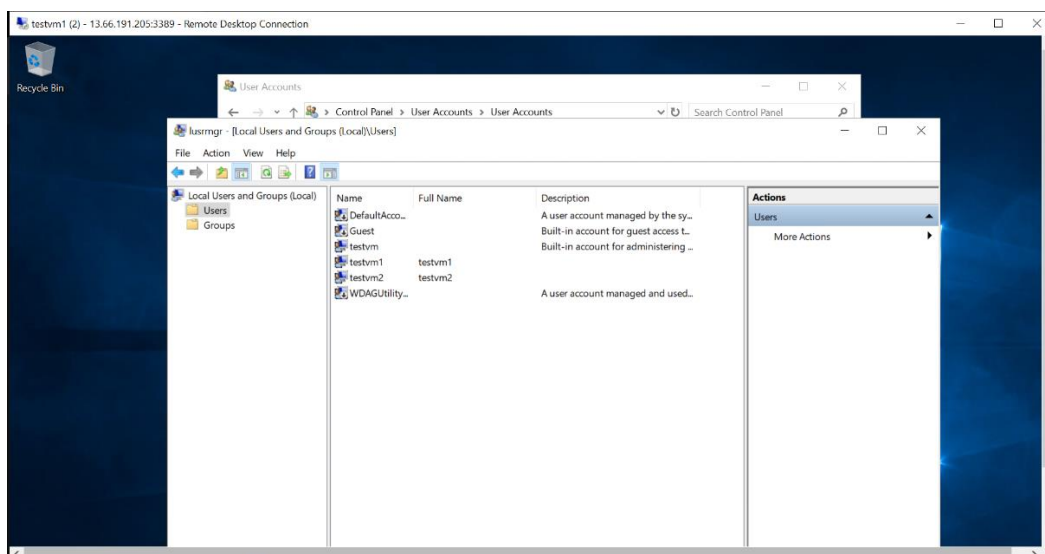 testvm1 (2) - 13.66.191.205:3389 - Remote Desktop Connection
Recycle Bin
User Accounts
Control Panel > User Accounts > User Accounts
Search Control Panel
lusrmgr - [Local Users and Groups (Local)\Users]
File Action View Help
Local Users and Groups (Local)
Users
Groups
Name Full Name Description
DefaultAcco... A user account managed by the sy...
Guest Built-in account for guest access t...
testvm Built-in account for administering ...
testvm1 testvm1
testvm2 testvm2
WDAGUtility... A user account managed and used...
Actions
Users
More Actions